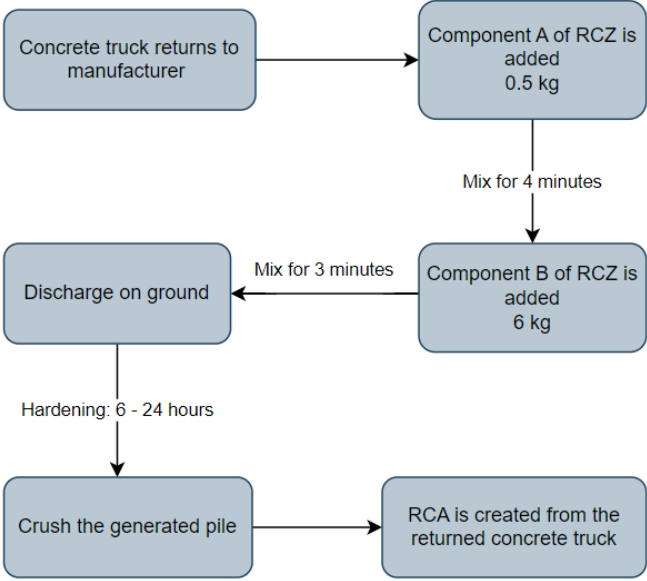 Concrete truck returns to
manufacturer
Component A of RCZ is
added
0.5 kg
Mix for 4 minutes
Component B of RCZ is
added
6 kg
Mix for 3 minutes
Discharge on ground
Hardening: 6 - 24 hours
Crush the generated pile
RCA is created from the
returned concrete truck